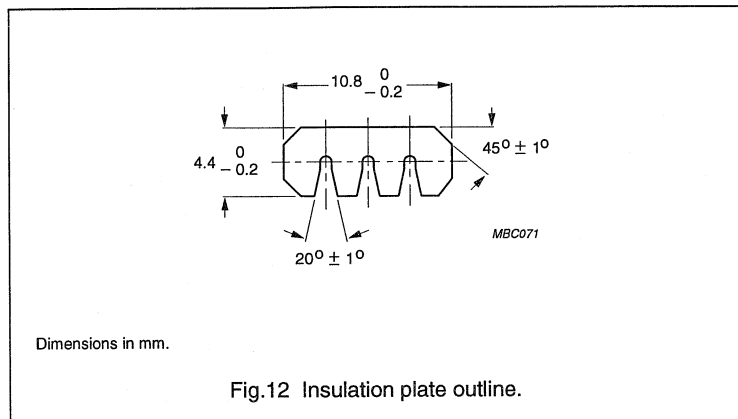 10.8 0
– 0.2
4.4 0
– 0.2
45° ± 1°
MBC071
20° ± 1°
Dimensions in mm.
Fig.12 Insulation plate outline.